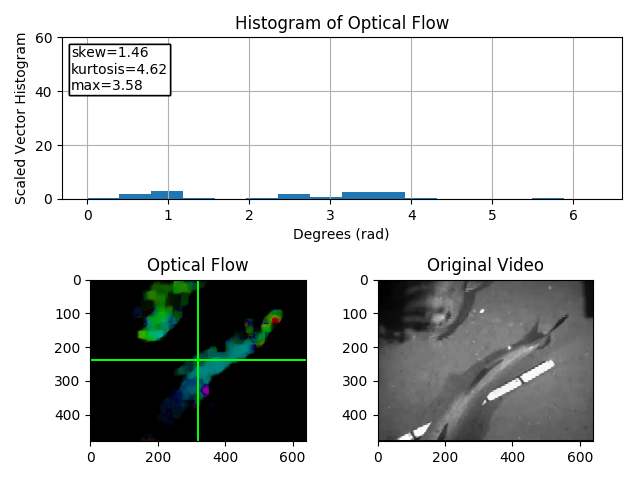 Histogram of Optical Flow
Scaled Vector Histogram
60
40
20
0
skew=1.46
kurtosis=4.62
max=3.58
0 1 2 3 4 5 6
Degrees (rad)
Optical Flow
0
100
200
300
400
0 200 400 600
Original Video
0
100
200
300
400
0 200 400 600